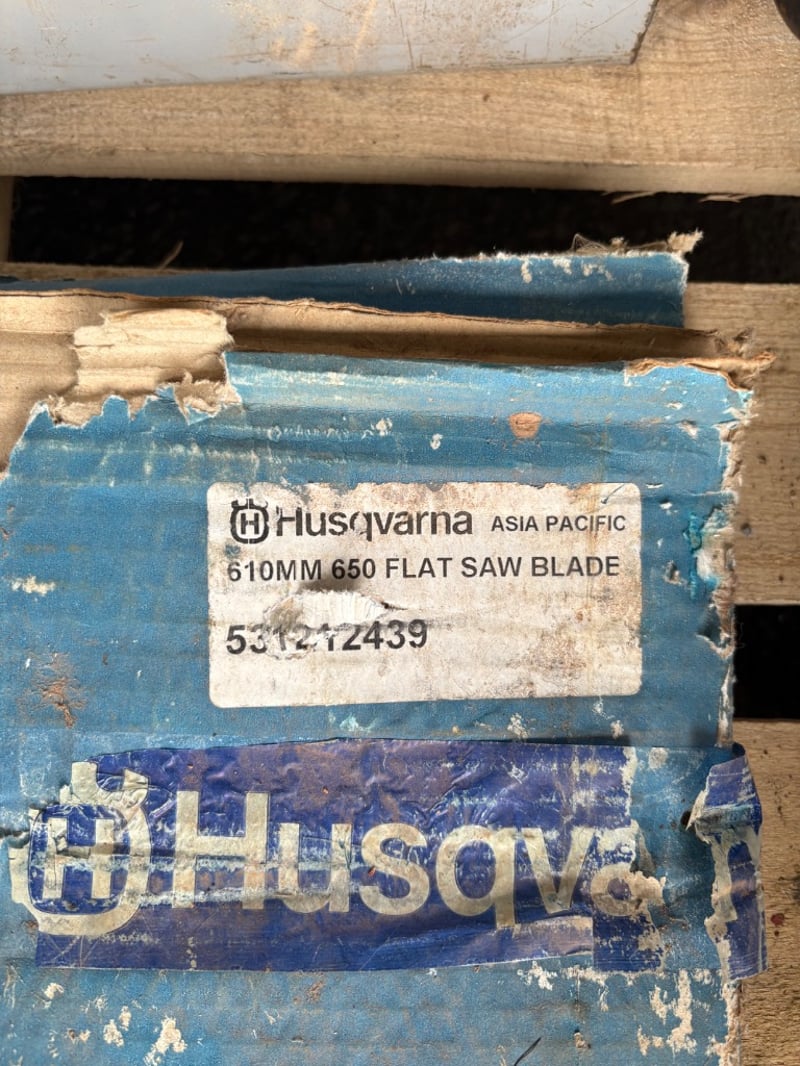 Husqvarna ASIA PACIFIC
610MM 650 FLAT SAW BLADE
531212439
Husqva